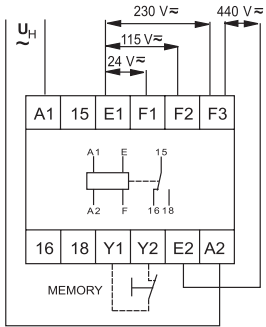 U H
230 V≂ 440 V≂
115 V≂
24 V≂
A1 15 E1 F1 F2 F3
A1 E 15
A2 F 16 18
16 18 Y1 Y2 E2 A2
MEMORY